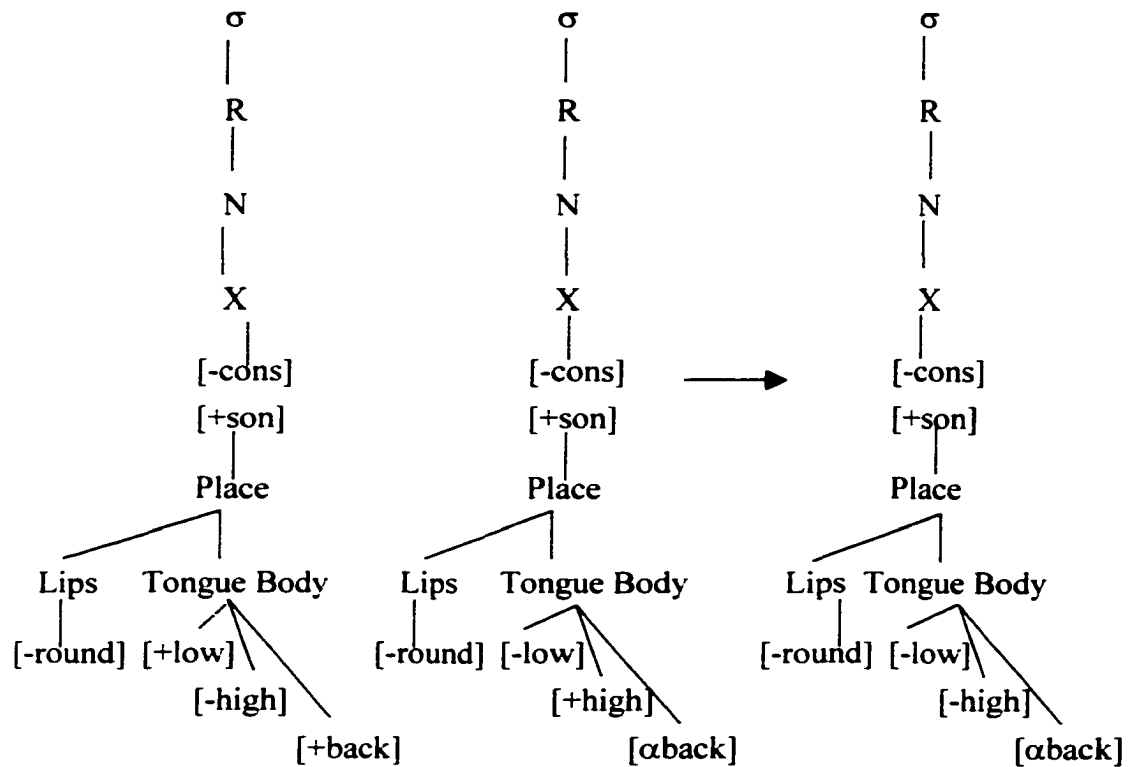 σ σ σ
R R R
N N N
X X X
[-cons] [-cons] [-cons]
[+son] [+son] [+son]
Place Place Place
Lips Tongue Body Lips Tongue Body Lips Tongue Body
[-round] [+low] [-round] [-low] [-round] [-low]
[-high] [+high] [-high]
[+back] [αback] [αback]